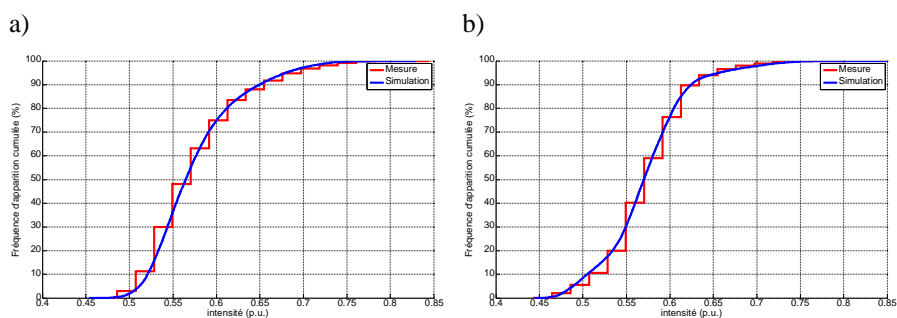 a)
Fréquence d'apparition cumulée (%)
100
90
80
70
60
50
40
30
20
10
0
0.4 0.45 0.5 0.55 0.6 0.65 0.7 0.75 0.8 0.85
intensité (p.u.)
Mesure
Simulation
b)
Fréquence d'apparition cumulée (%)
100
90
80
70
60
50
40
30
20
10
0
0.4 0.45 0.5 0.55 0.6 0.65 0.7 0.75 0.8 0.85
intensité (p.u.)
Mesure
Simulation